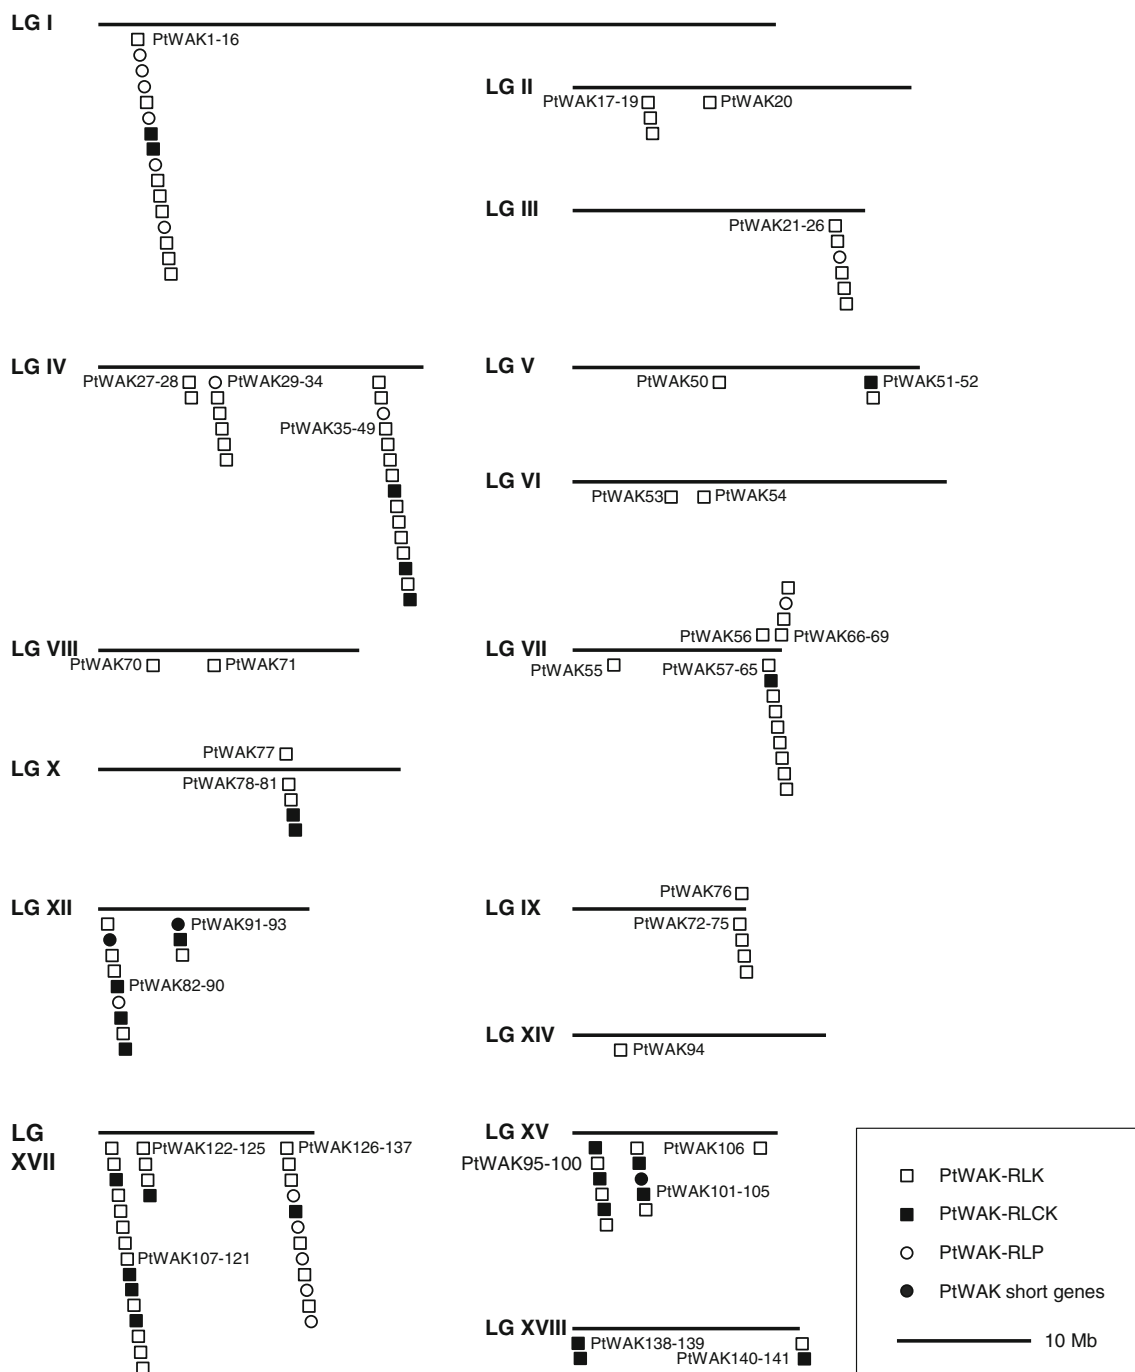 LG I
PtWAK1-16
LG II
PtWAK17-19
PtWAK20
LG III
PtWAK21-26
LG IV
PtWAK27-28
PtWAK29-34
PtWAK35-49
LG V
PtWAK50
PtWAK51-52
LG VI
PtWAK53
PtWAK54
LG VIII
PtWAK70
PtWAK71
LG VII
PtWAK56
PtWAK66-69
PtWAK55
PtWAK57-65
LG X
PtWAK77
PtWAK78-81
LG XII
PtWAK91-93
PtWAK82-90
LG IX
PtWAK76
PtWAK72-75
LG XIV
PtWAK94
LG
XVII
PtWAK122-125
PtWAK126-137
PtWAK107-121
LG XV
PtWAK106
PtWAK95-100
PtWAK101-105
LG XVIII
PtWAK138-139
PtWAK140-141
PtWAK-RLK
PtWAK-RLCK
PtWAK-RLP
PtWAK short genes
10 Mb